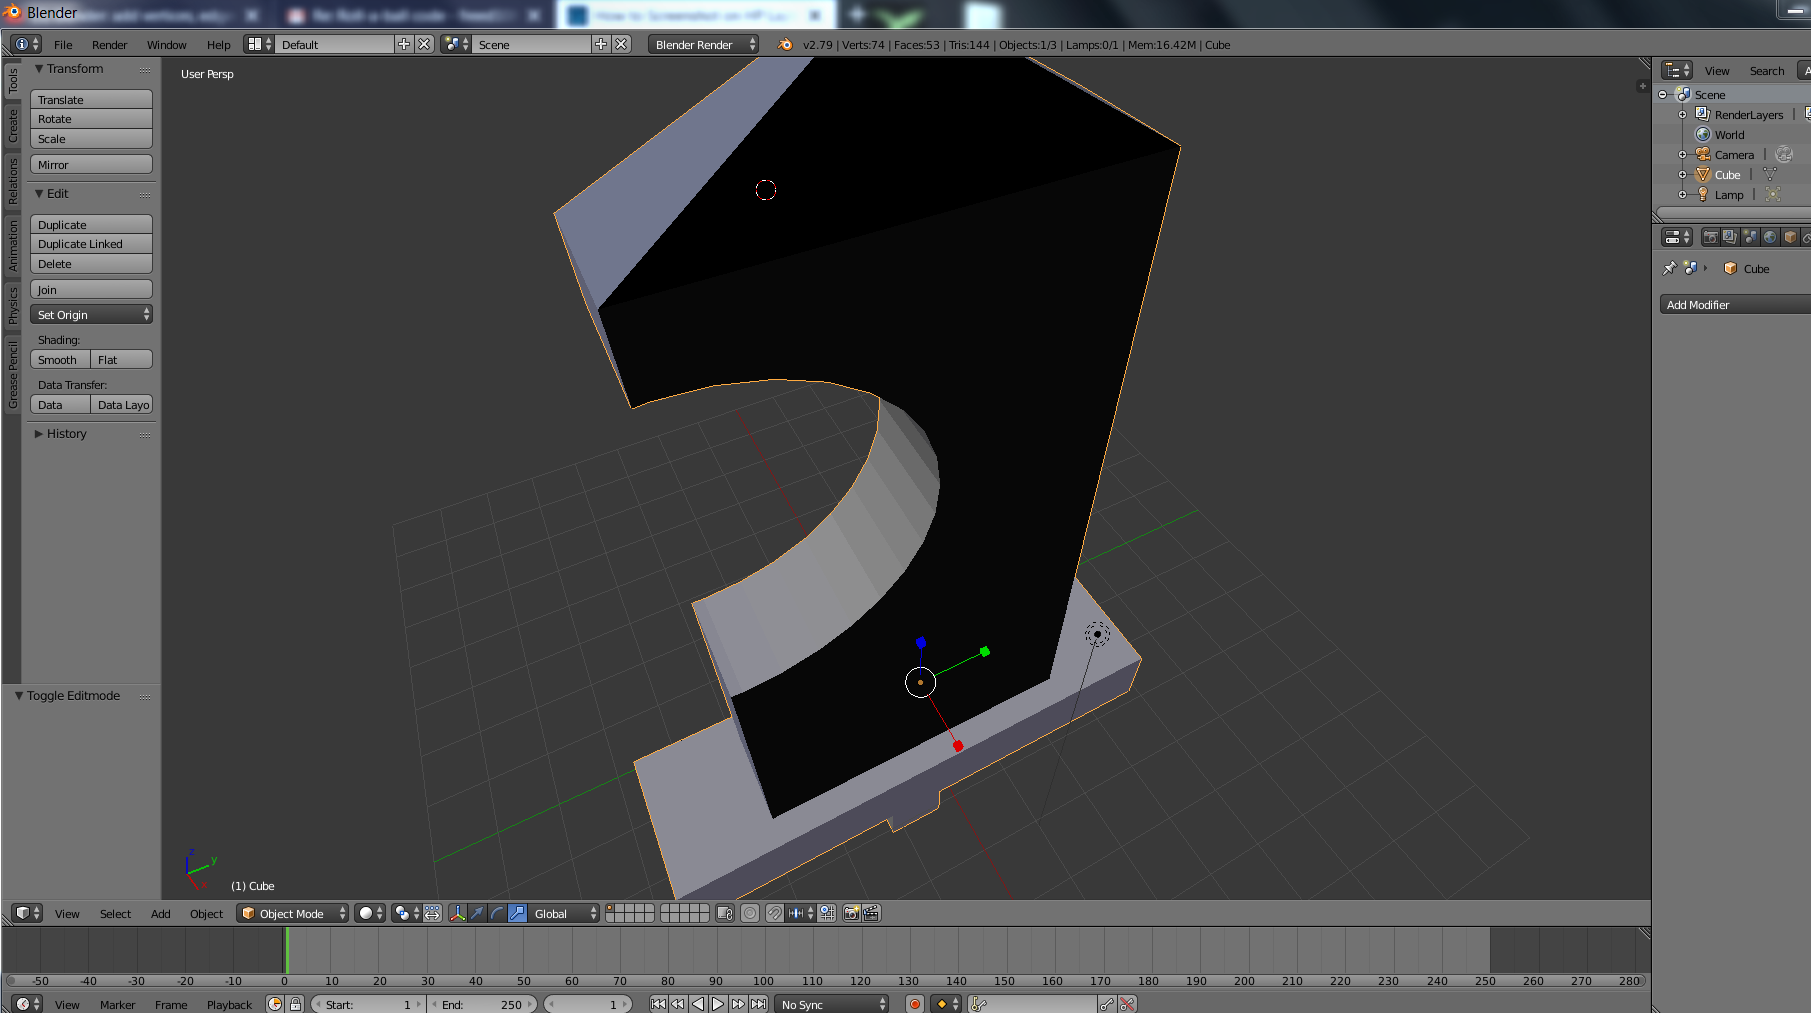 Blender
How to Screenshot on HP La
File Render Window Help Default Scene Blender Render v2.79 | Verts:74 | Faces:53 | Tris:144 | Objects:1/3 | Lamps:0/1 | Mem:16.42M | Cube
Tools
Create
Relations
Animation
Physics
Grease Pencil
Transform
Translate
Rotate
Scale
Mirror
Edit
Duplicate
Duplicate Linked
Delete
Join
Set Origin
Shading:
Smooth Flat
Data Transfer:
Data Data Layo
History
Toggle Editmode
User Persp
z
y
x
(1) Cube
View Search
Scene
RenderLayers
World
Camera
Cube
Lamp
Cube
Add Modifier
View Select Add Object Object Mode Global
-50 -40 -30 -20 -10 0 10 20 30 40 50 60 70 80 90 100 110 120 130 140 150 160 170 180 190 200 210 220 230 240 250 260 270 280
View Marker Frame Playback Start: 1 End: 250 1 No Sync